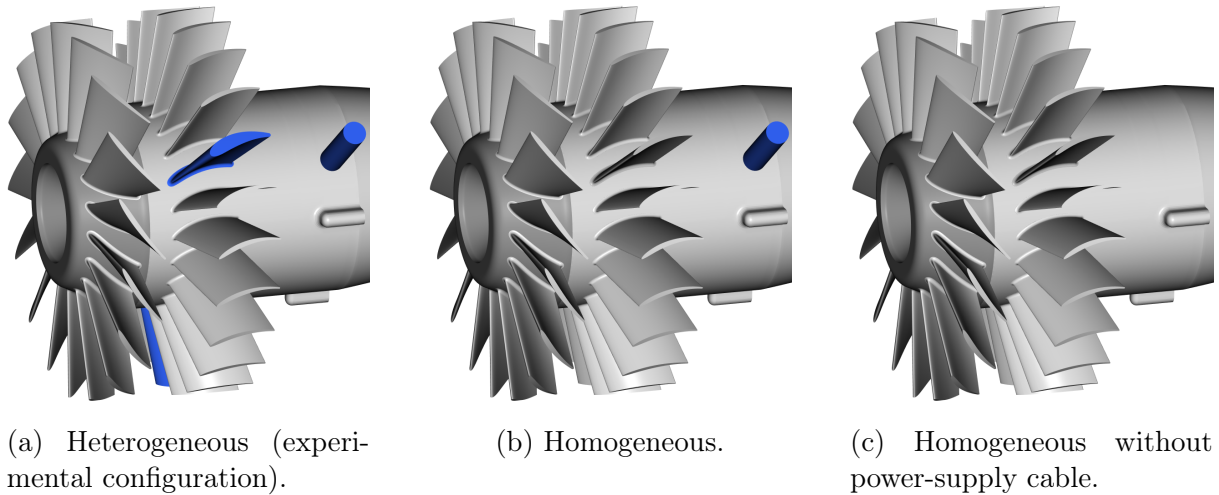 (a) Heterogeneous (experi-
mental configuration).
(b) Homogeneous.
(c) Homogeneous without
power-supply cable.